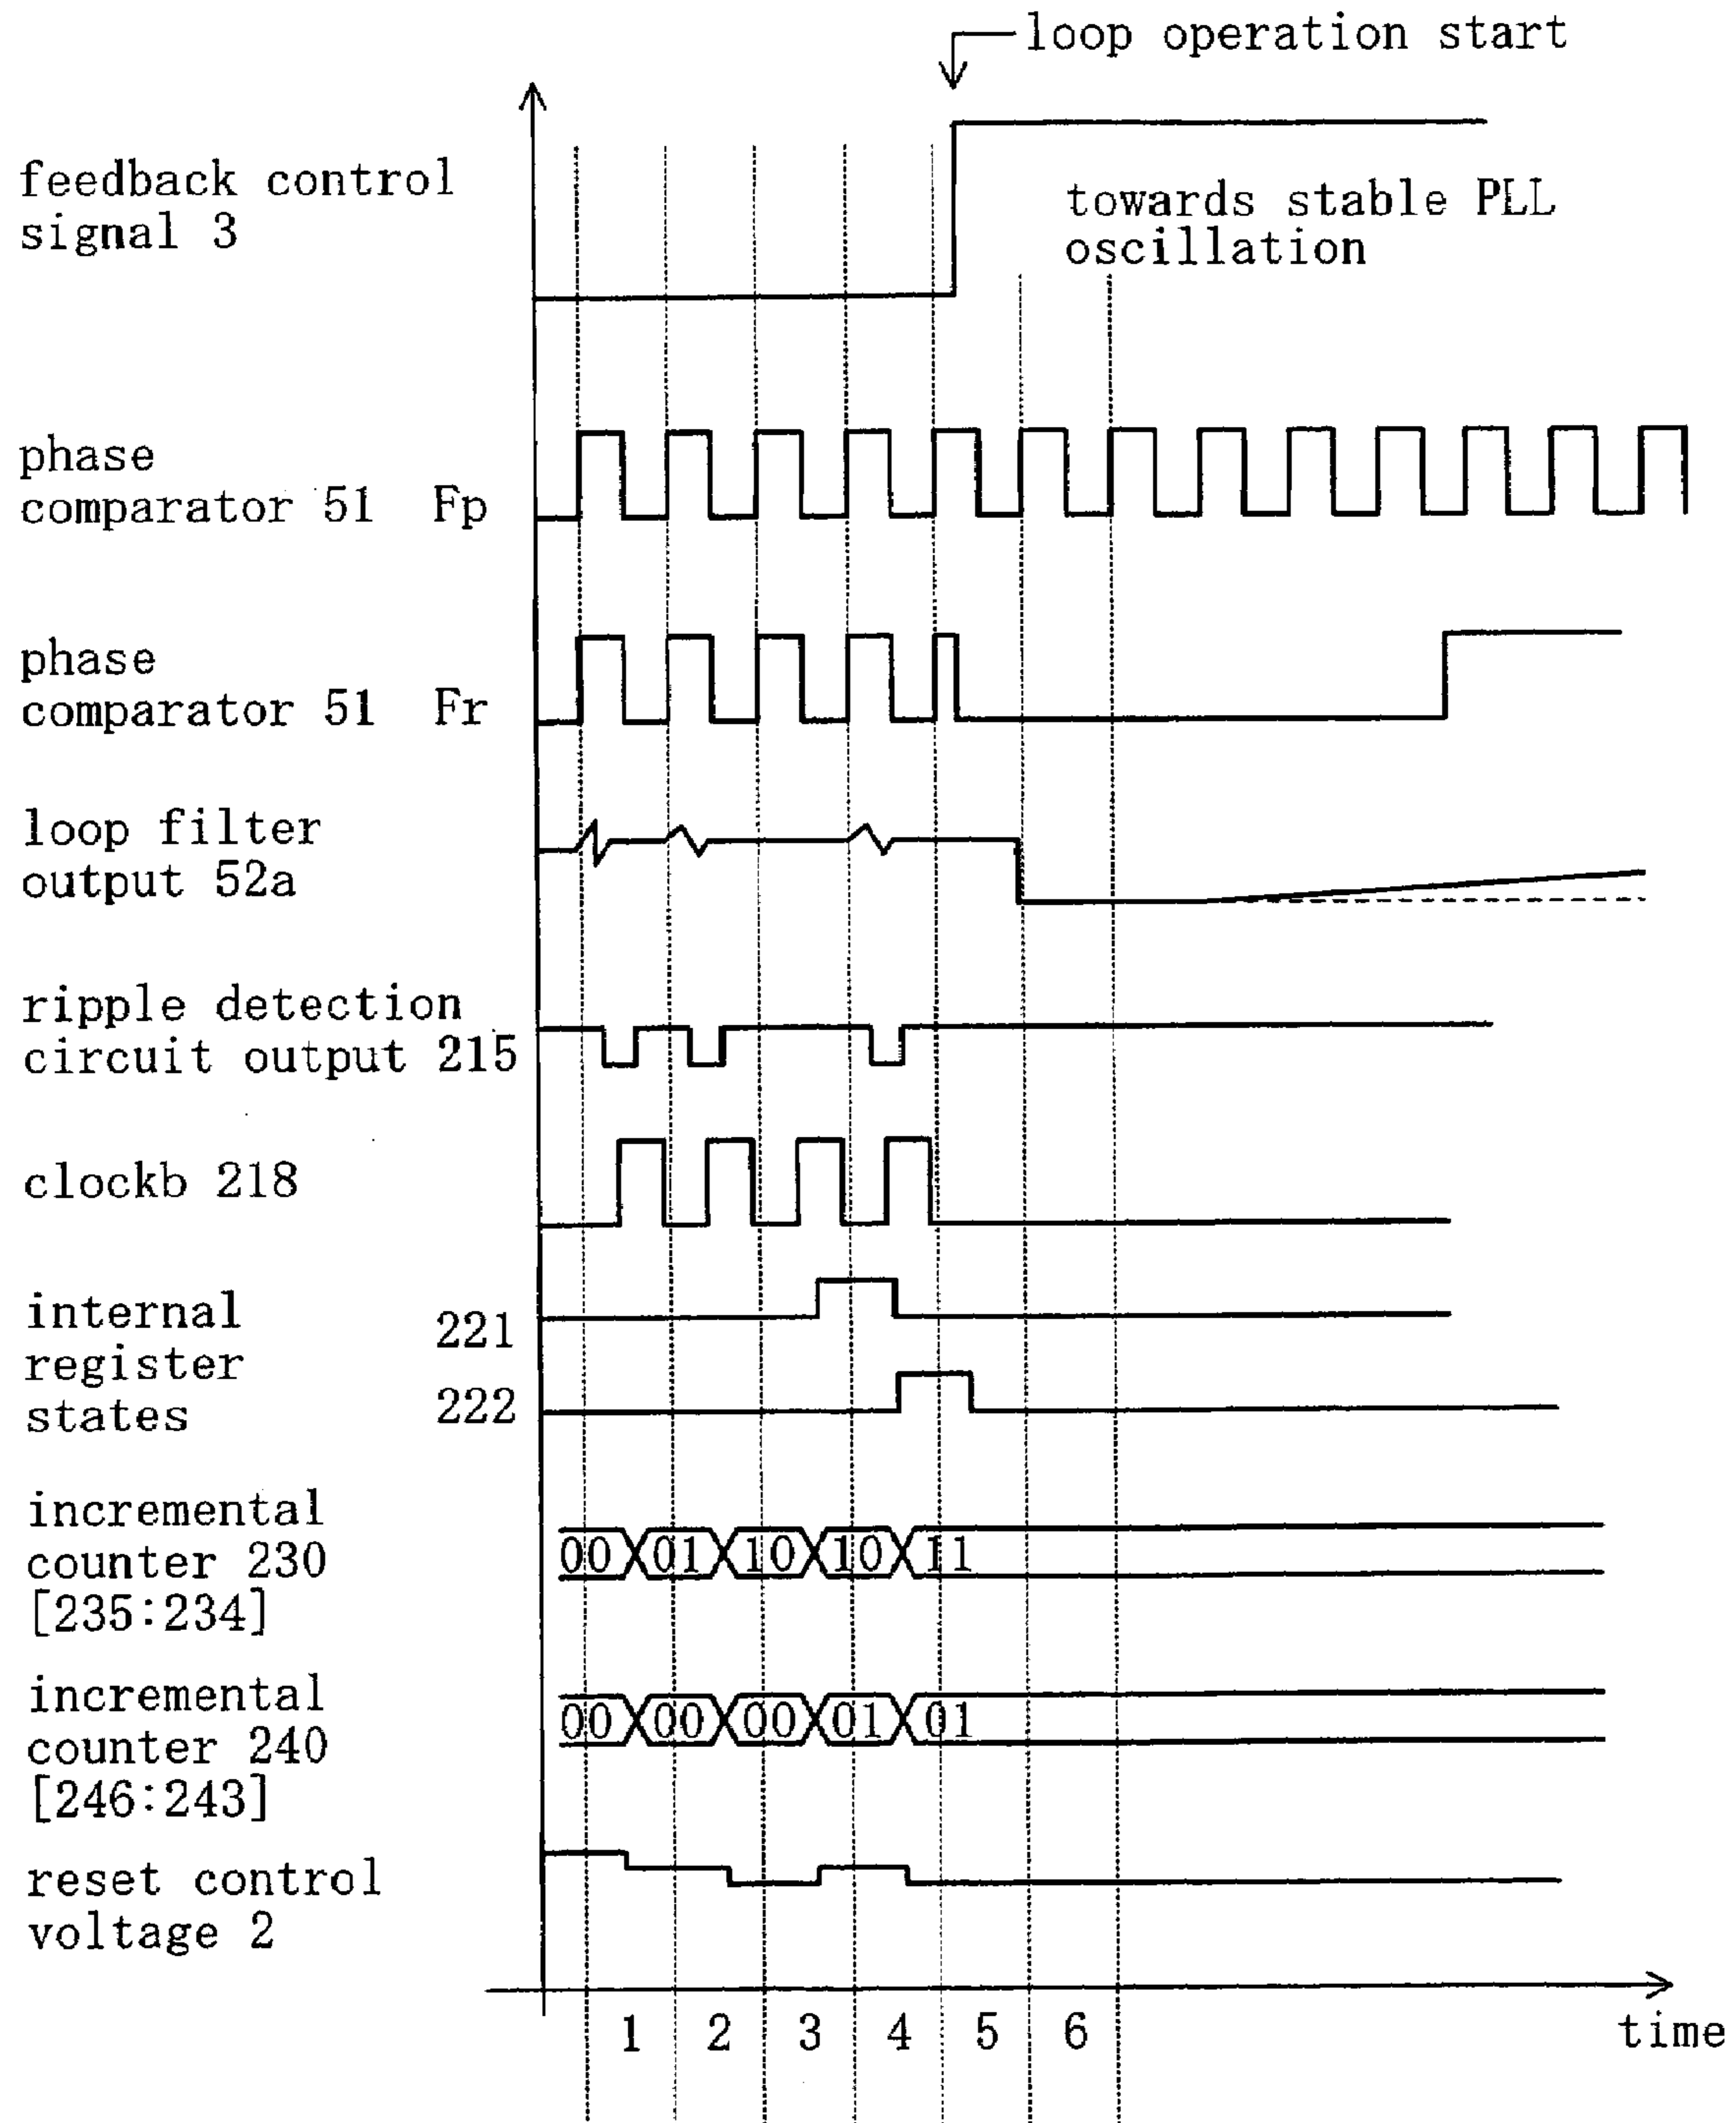 loop operation start
feedback control
signal 3
towards stable PLL
oscillation
phase
comparator 51 Fp
phase
comparator 51 Fr
loop filter
output 52a
ripple detection
circuit output 215
clockb 218
internal
register
states
221
222
incremental
counter 230
[235:234]
00 01 10 10 11
incremental
counter 240
[246:243]
00 00 00 01 01
reset control
voltage 2
1 2 3 4 5 6
time